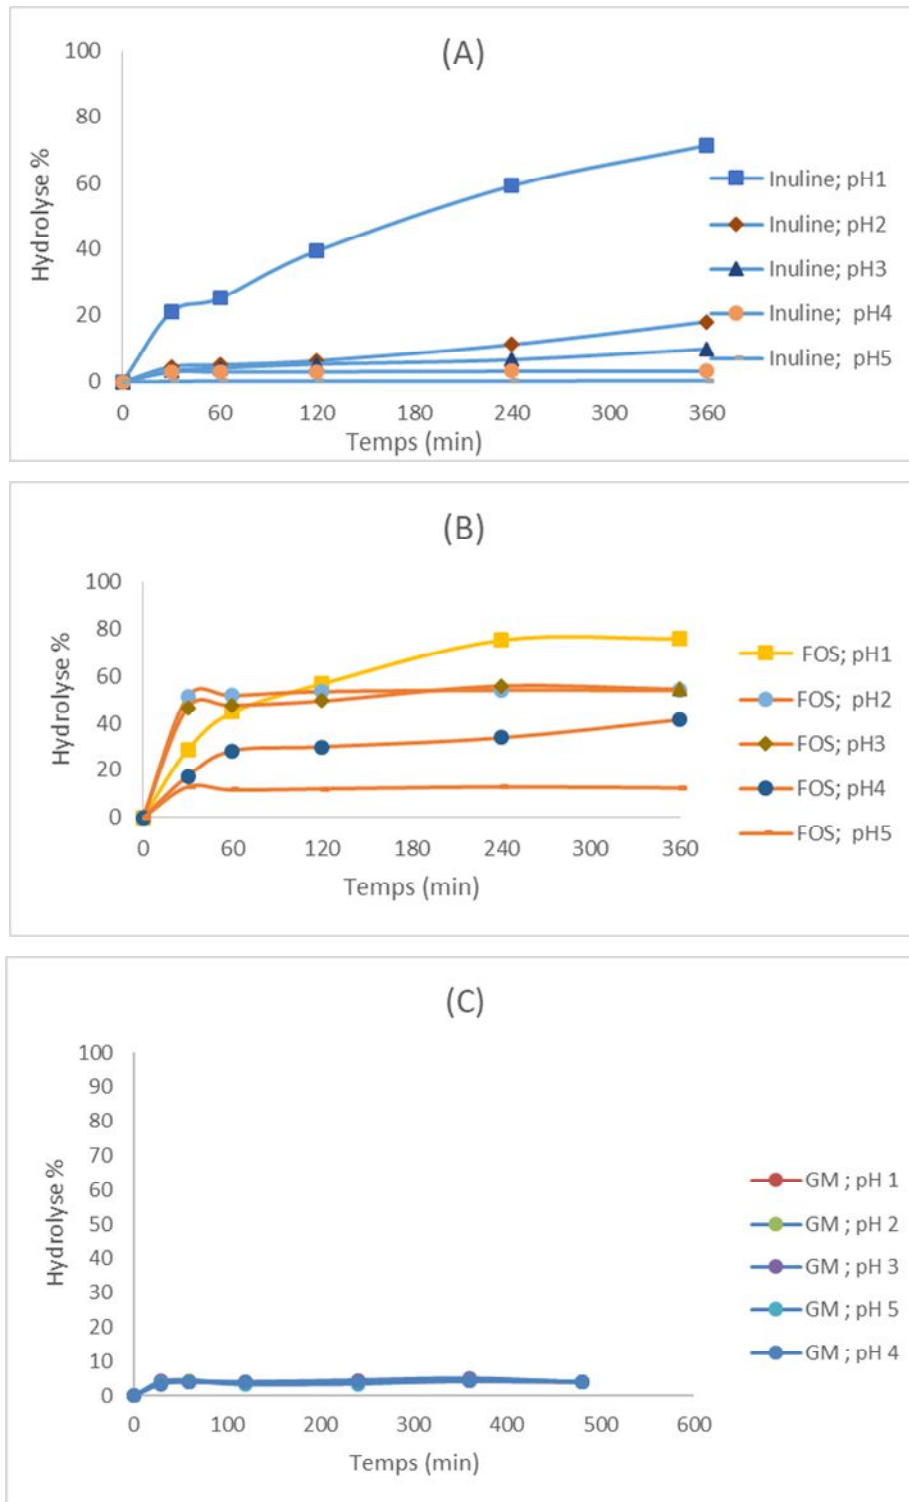 (A)
100
80
60
40
20
0
Hydrolyse %
0 60 120 180 240 300 360
Temps (min)
Inuline; pH1
Inuline; pH2
Inuline; pH3
Inuline; pH4
Inuline; pH5
(B)
100
80
60
40
20
0
Hydrolyse %
0 60 120 180 240 300 360
Temps (min)
FOS; pH1
FOS; pH2
FOS; pH3
FOS; pH4
FOS; pH5
(C)
100
90
80
70
60
50
40
30
20
10
0
Hydrolyse %
0 100 200 300 400 500 600
Temps (min)
GM ; pH 1
GM ; pH 2
GM ; pH 3
GM ; pH 5
GM ; pH 4